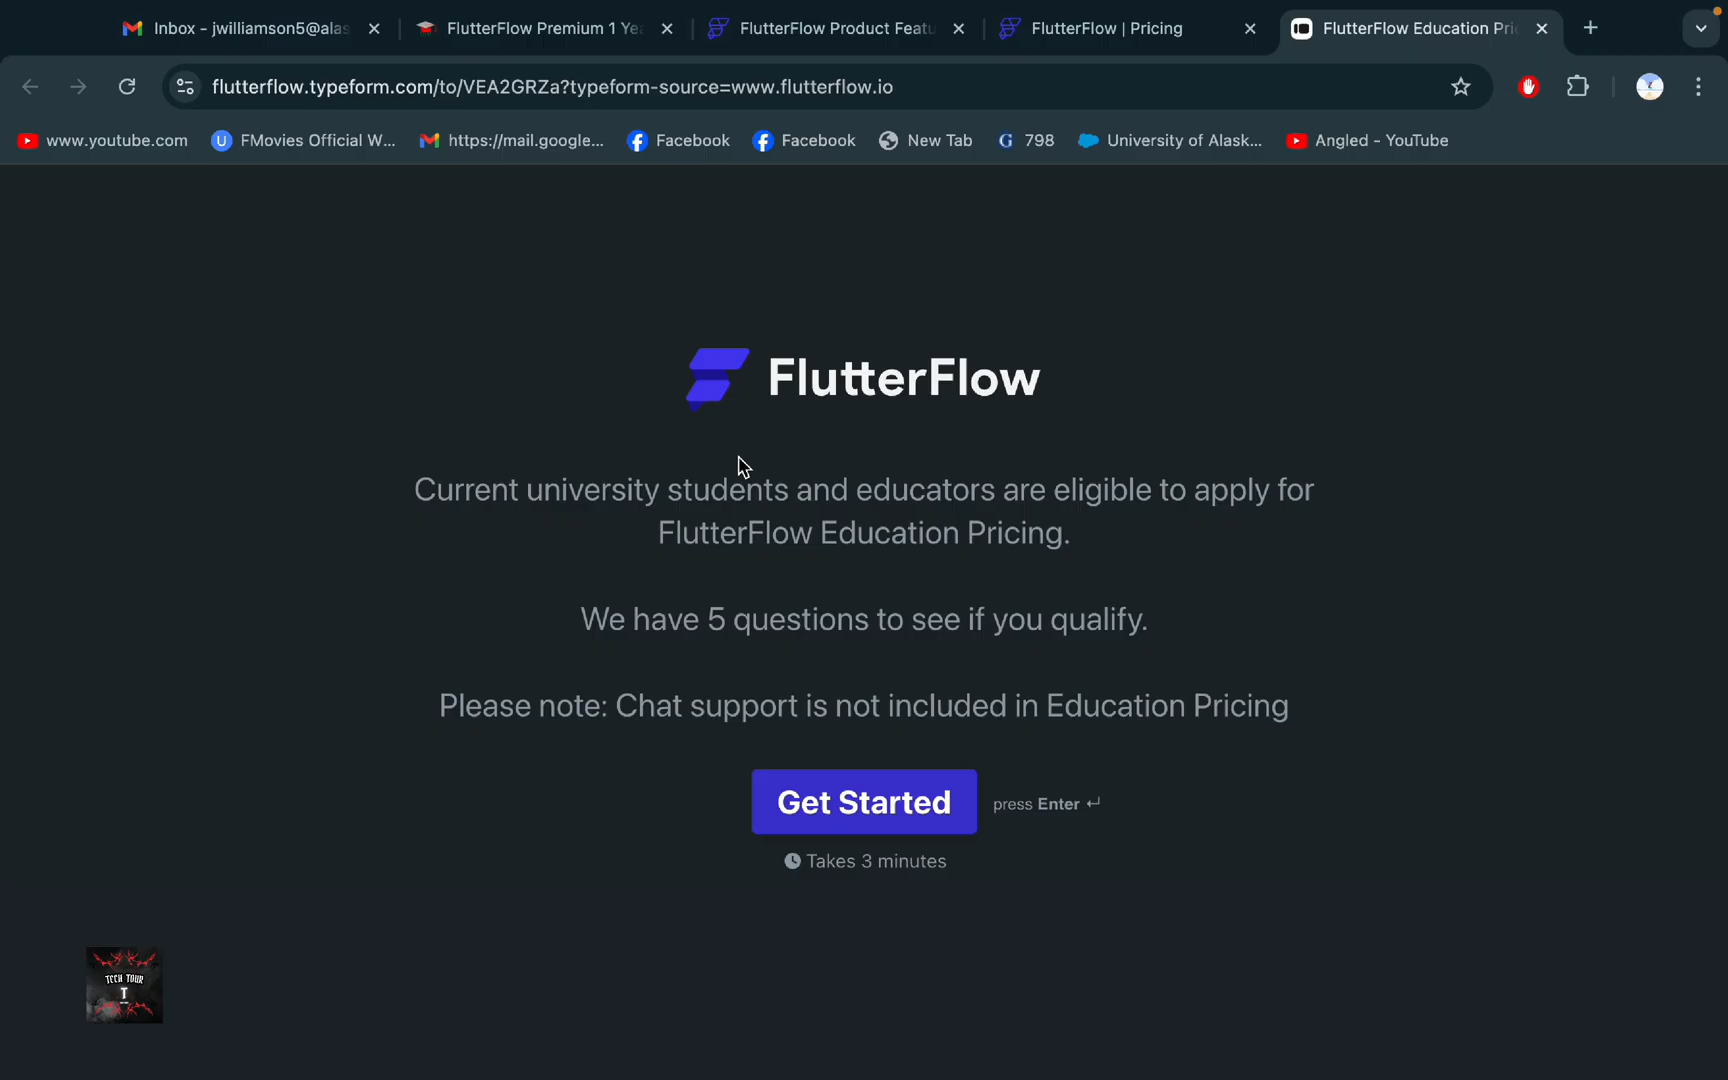 Inbox - jwilliamson5@alas
FlutterFlow Premium 1 Ye
FlutterFlow Product Featu
FlutterFlow | Pricing
FlutterFlow Education Pri
flutterflow.typeform.com/to/VEA2GRZa?typeform-source=www.flutterflow.io
www.youtube.com
U FMovies Official W...
https://mail.google...
Facebook
Facebook
New Tab
G 798
University of Alask...
Angled - YouTube
FlutterFlow
Current university students and educators are eligible to apply for
FlutterFlow Education Pricing.
We have 5 questions to see if you qualify.
Please note: Chat support is not included in Education Pricing
Get Started
press Enter ↵
Takes 3 minutes
TECH TOUR
T